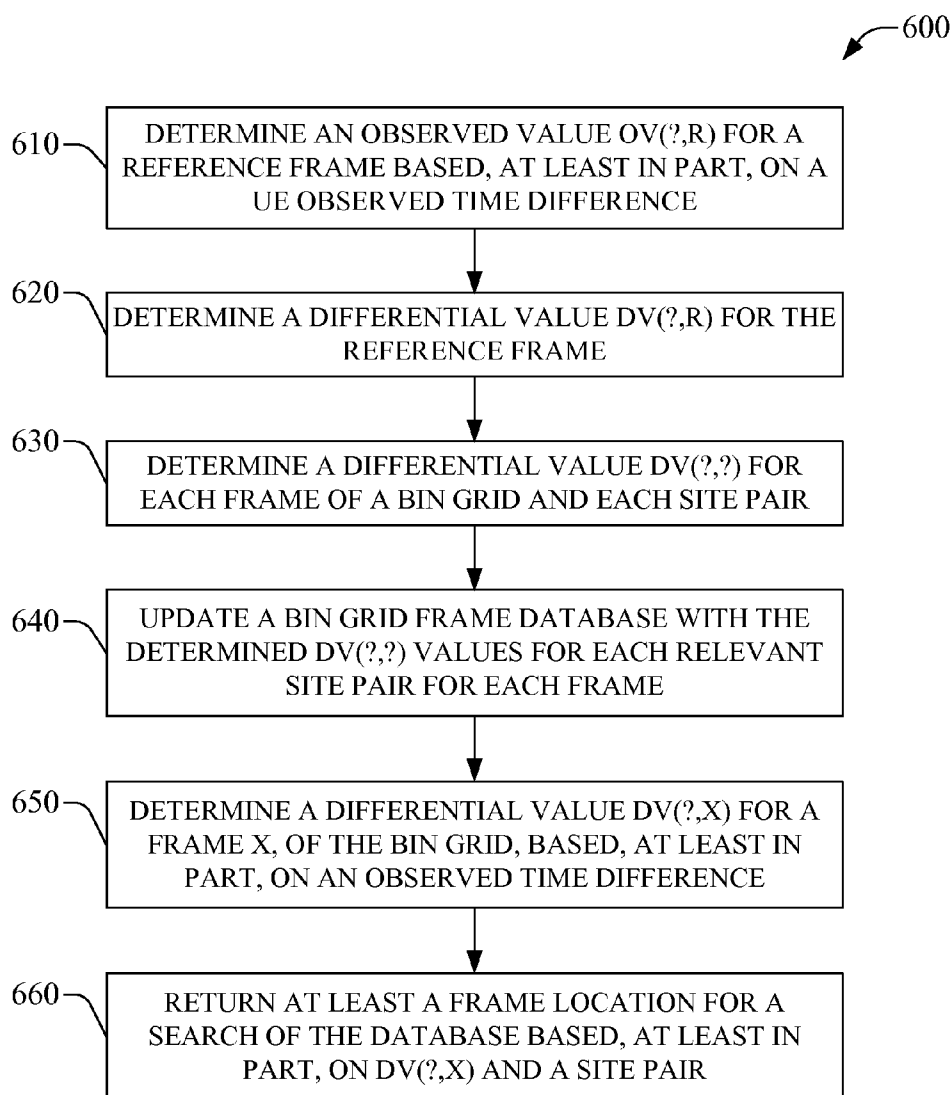 600
610
DETERMINE AN OBSERVED VALUE OV(?,R) FOR A
REFERENCE FRAME BASED, AT LEAST IN PART, ON A
UE OBSERVED TIME DIFFERENCE
620
DETERMINE A DIFFERENTIAL VALUE DV(?,R) FOR THE
REFERENCE FRAME
630
DETERMINE A DIFFERENTIAL VALUE DV(?,?) FOR
EACH FRAME OF A BIN GRID AND EACH SITE PAIR
640
UPDATE A BIN GRID FRAME DATABASE WITH THE
DETERMINED DV(?,?) VALUES FOR EACH RELEVANT
SITE PAIR FOR EACH FRAME
650
DETERMINE A DIFFERENTIAL VALUE DV(?,X) FOR A
FRAME X, OF THE BIN GRID, BASED, AT LEAST IN
PART, ON AN OBSERVED TIME DIFFERENCE
660
RETURN AT LEAST A FRAME LOCATION FOR A
SEARCH OF THE DATABASE BASED, AT LEAST IN
PART, ON DV(?,X) AND A SITE PAIR